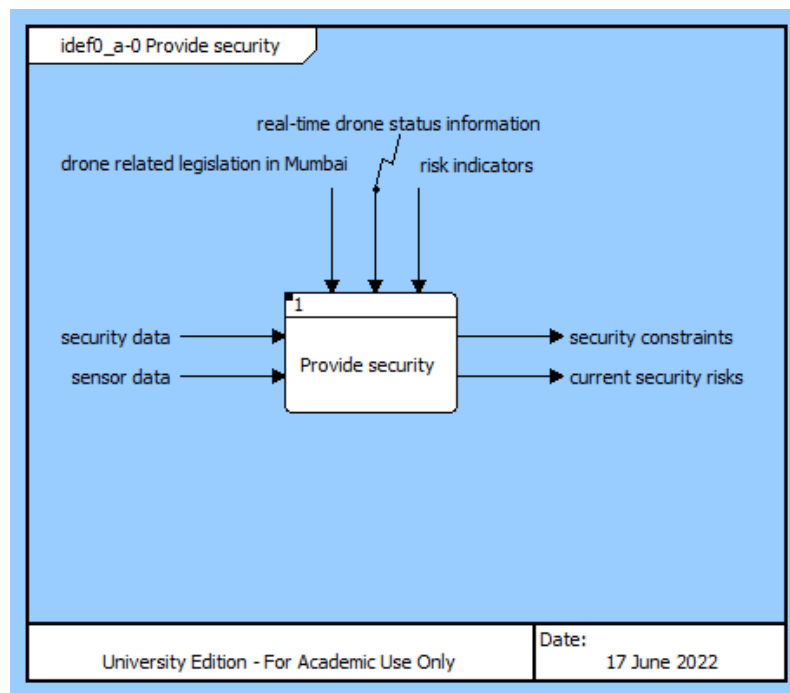 idef0_a-0 Provide security
real-time drone status information
drone related legislation in Mumbai
risk indicators
1
security data
Provide security
security constraints
sensor data
current security risks
University Edition - For Academic Use Only
Date:
17 June 2022